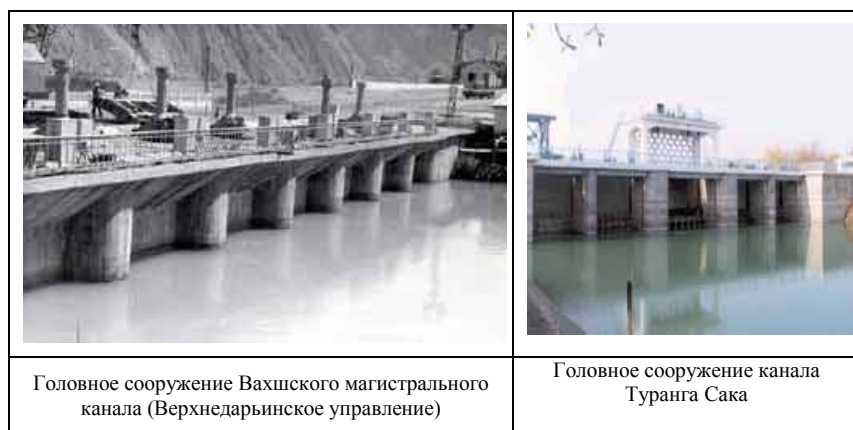 Головное сооружение Вахшского магистрального
канала (Верхнедарьинское управление)
Головное сооружение канала
Туранга Сака